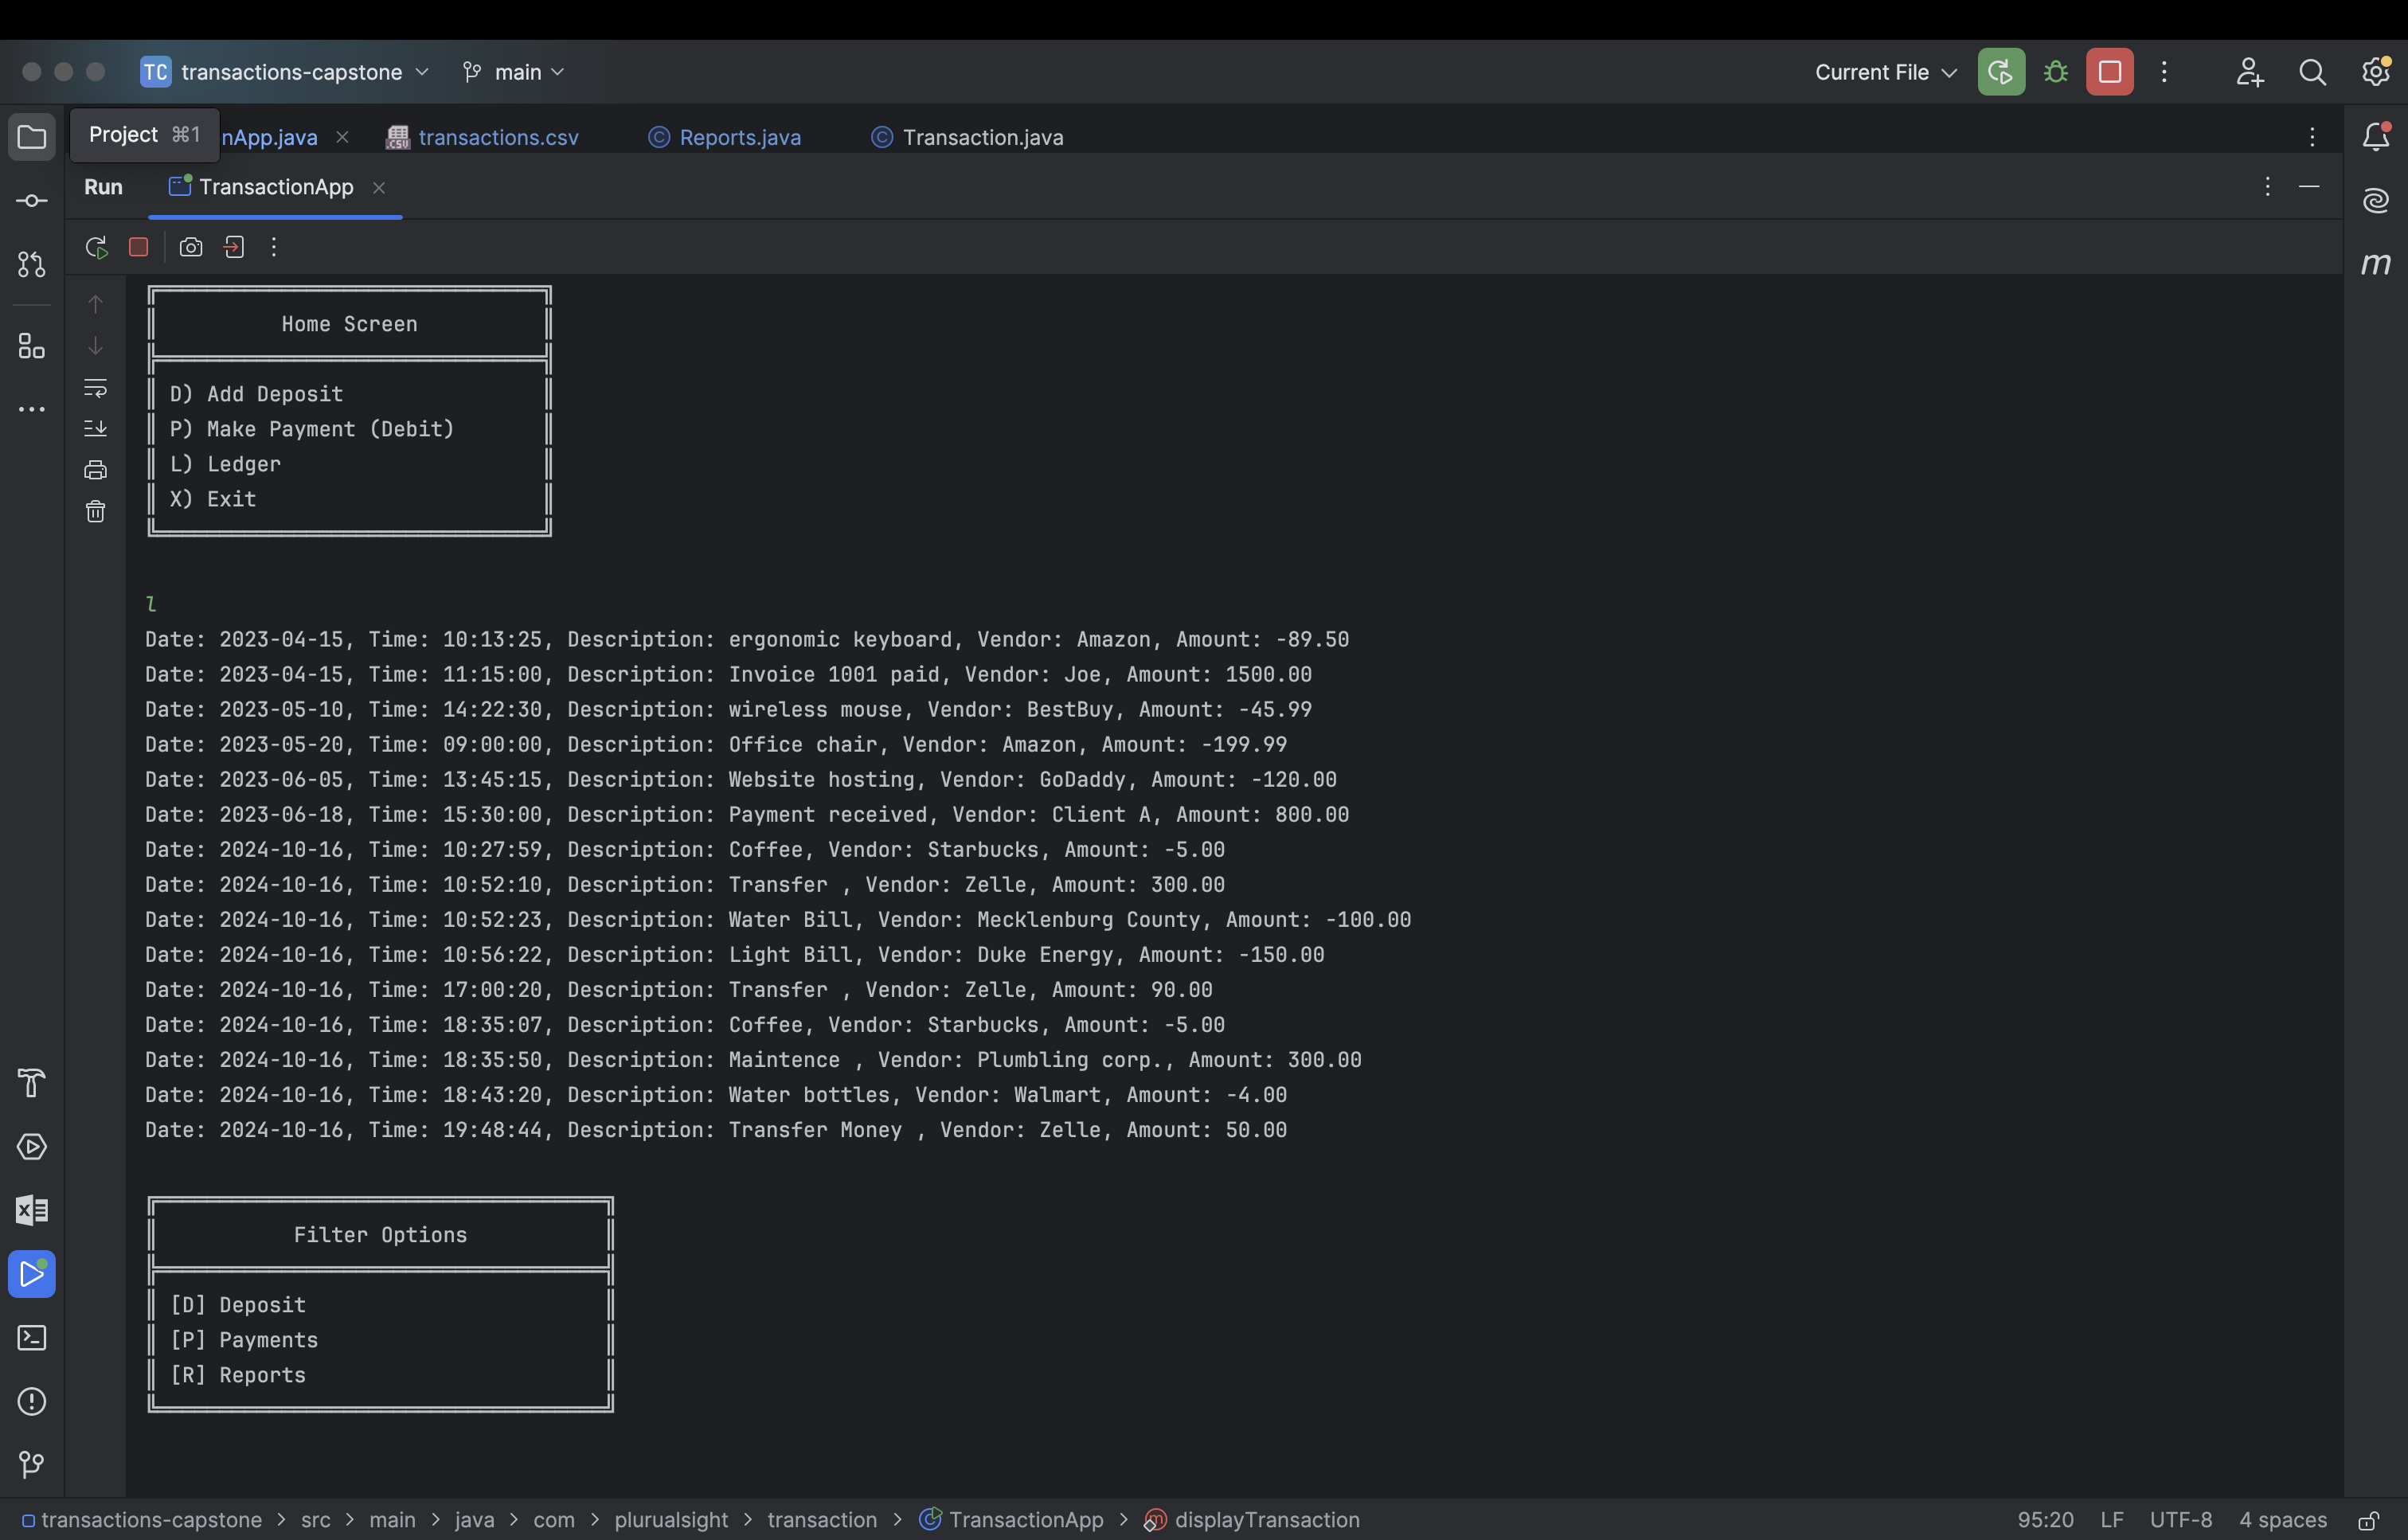 TC transactions-capstone main Current File
Project ⌘1 nApp.java transactions.csv Reports.java Transaction.java
Run TransactionApp
Home Screen
D) Add Deposit
P) Make Payment (Debit)
L) Ledger
X) Exit
l
Date: 2023-04-15, Time: 10:13:25, Description: ergonomic keyboard, Vendor: Amazon, Amount: -89.50
Date: 2023-04-15, Time: 11:15:00, Description: Invoice 1001 paid, Vendor: Joe, Amount: 1500.00
Date: 2023-05-10, Time: 14:22:30, Description: wireless mouse, Vendor: BestBuy, Amount: -45.99
Date: 2023-05-20, Time: 09:00:00, Description: Office chair, Vendor: Amazon, Amount: -199.99
Date: 2023-06-05, Time: 13:45:15, Description: Website hosting, Vendor: GoDaddy, Amount: -120.00
Date: 2023-06-18, Time: 15:30:00, Description: Payment received, Vendor: Client A, Amount: 800.00
Date: 2024-10-16, Time: 10:27:59, Description: Coffee, Vendor: Starbucks, Amount: -5.00
Date: 2024-10-16, Time: 10:52:10, Description: Transfer , Vendor: Zelle, Amount: 300.00
Date: 2024-10-16, Time: 10:52:23, Description: Water Bill, Vendor: Mecklenburg County, Amount: -100.00
Date: 2024-10-16, Time: 10:56:22, Description: Light Bill, Vendor: Duke Energy, Amount: -150.00
Date: 2024-10-16, Time: 17:00:20, Description: Transfer , Vendor: Zelle, Amount: 90.00
Date: 2024-10-16, Time: 18:35:07, Description: Coffee, Vendor: Starbucks, Amount: -5.00
Date: 2024-10-16, Time: 18:35:50, Description: Maintence , Vendor: Plumbling corp., Amount: 300.00
Date: 2024-10-16, Time: 18:43:20, Description: Water bottles, Vendor: Walmart, Amount: -4.00
Date: 2024-10-16, Time: 19:48:44, Description: Transfer Money , Vendor: Zelle, Amount: 50.00
Filter Options
[D] Deposit
[P] Payments
[R] Reports
transactions-capstone > src > main > java > com > plurualsight > transaction > TransactionApp > displayTransaction 95:20 LF UTF-8 4 spaces